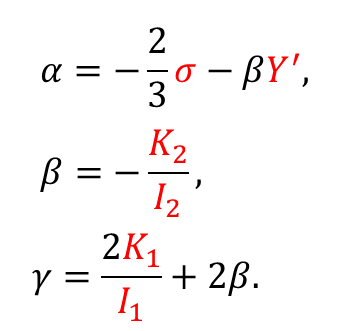 α = −2/3 σ − βY′,
β = −K₂/I₂,
γ = 2K₁/I₁ + 2β.